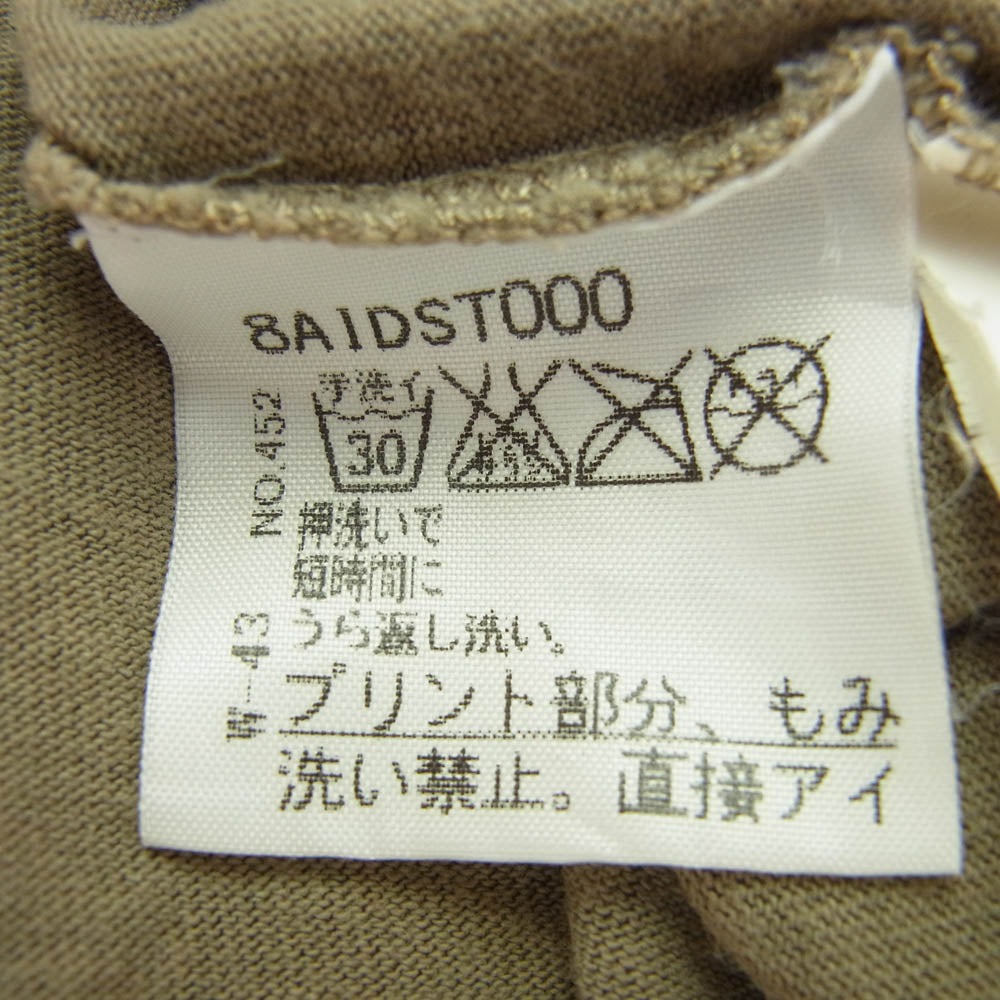 8AIDST000
手洗イ
30
押洗いで
短時間に
うら返し洗い。
プリント部分、もみ
洗い禁止。直接アイ
NO.452
W-43